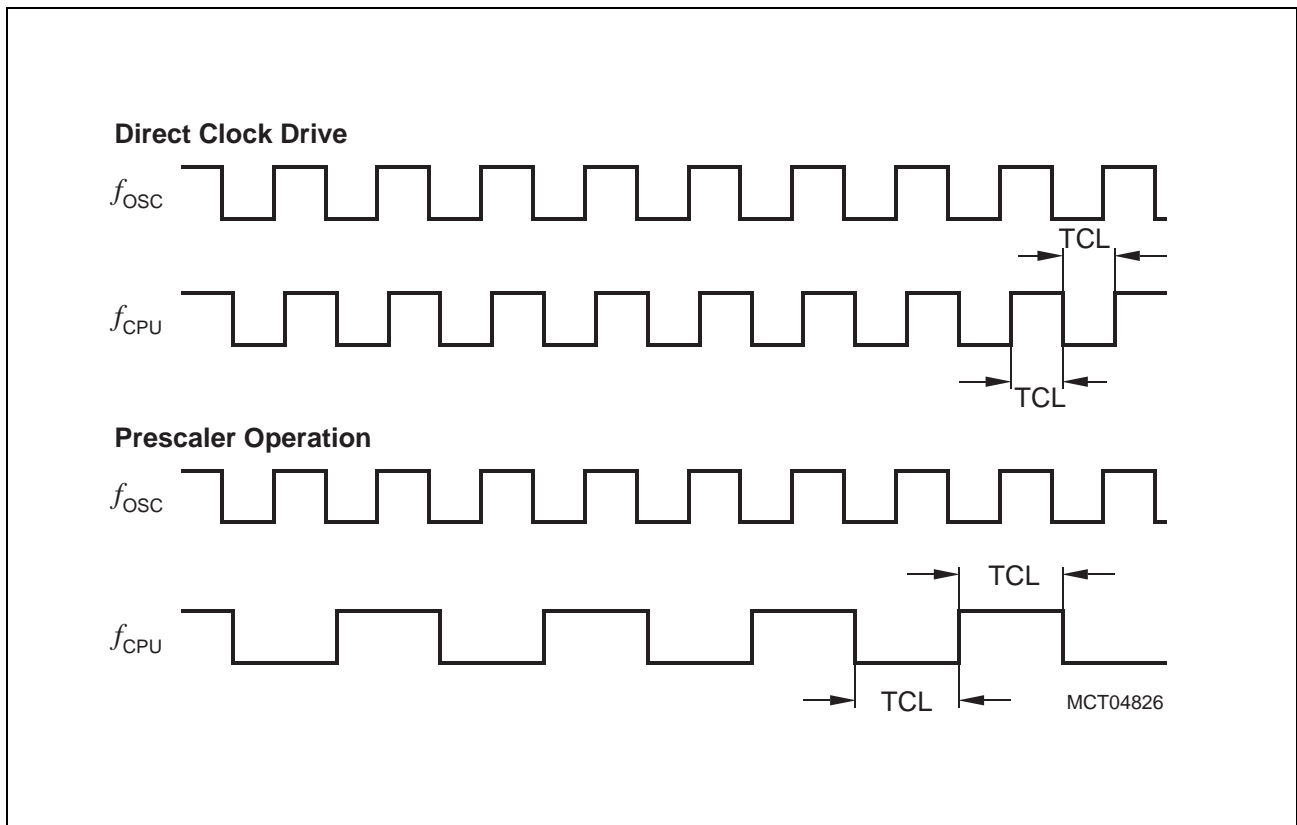 Direct Clock Drive
fOSC
TCL
fCPU
TCL
Prescaler Operation
fOSC
TCL
fCPU
TCL
MCT04826